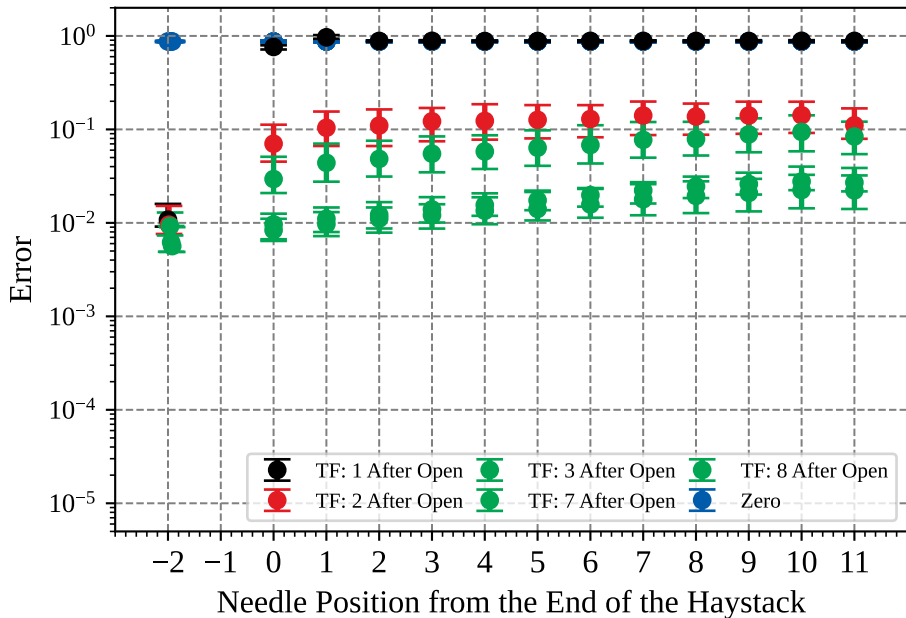 10⁰
10⁻¹
10⁻²
10⁻³
10⁻⁴
10⁻⁵
Error
TF: 1 After Open TF: 3 After Open TF: 8 After Open
TF: 2 After Open TF: 7 After Open Zero
−2 −1 0 1 2 3 4 5 6 7 8 9 10 11
Needle Position from the End of the Haystack